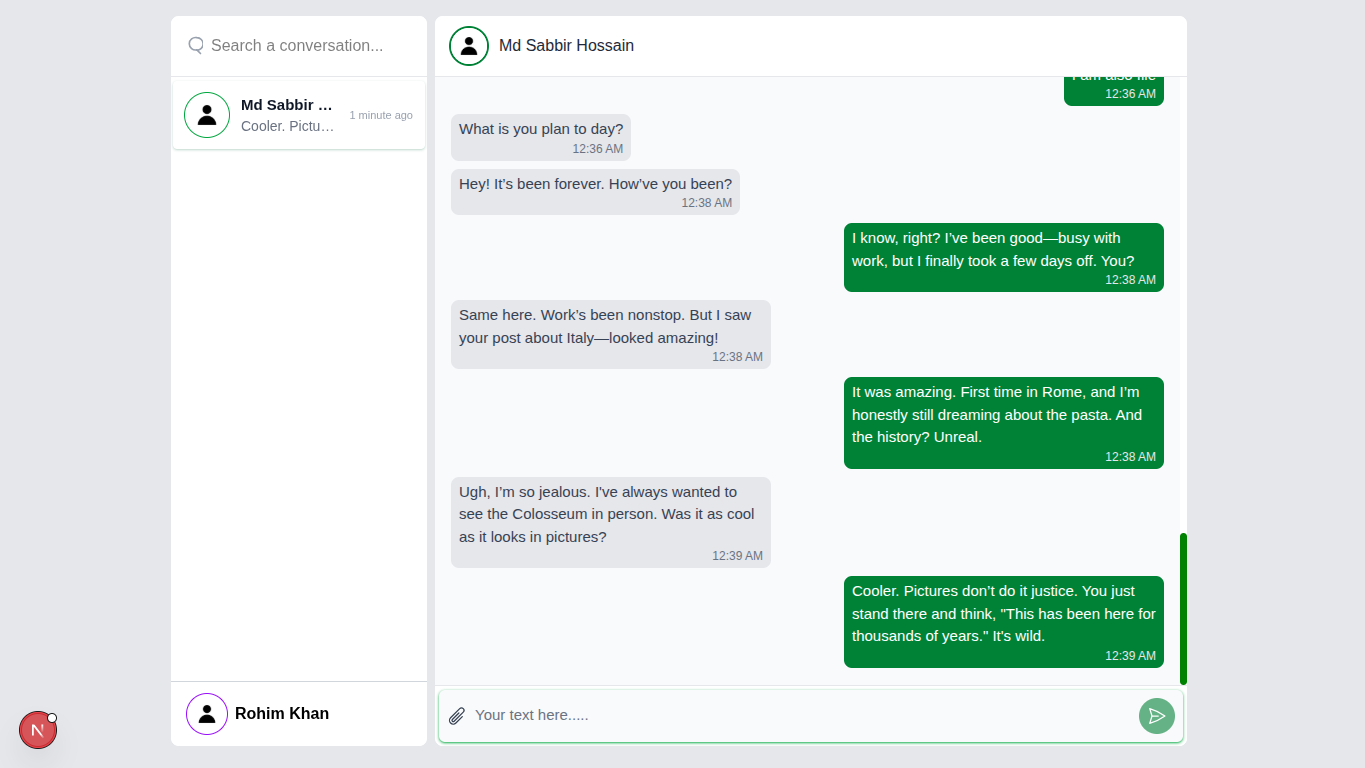 Search a conversation...
Md Sabbir ...
1 minute ago
Cooler. Pictu...
Rohim Khan
N
Md Sabbir Hossain
I am also file
12:36 AM
What is you plan to day?
12:36 AM
Hey! It's been forever. How've you been?
12:38 AM
I know, right? I've been good—busy with
work, but I finally took a few days off. You?
12:38 AM
Same here. Work's been nonstop. But I saw
your post about Italy—looked amazing!
12:38 AM
It was amazing. First time in Rome, and I'm
honestly still dreaming about the pasta. And
the history? Unreal.
12:38 AM
Ugh, I'm so jealous. I've always wanted to
see the Colosseum in person. Was it as cool
as it looks in pictures?
12:39 AM
Cooler. Pictures don't do it justice. You just
stand there and think, "This has been here for
thousands of years." It's wild.
12:39 AM
Your text here.....